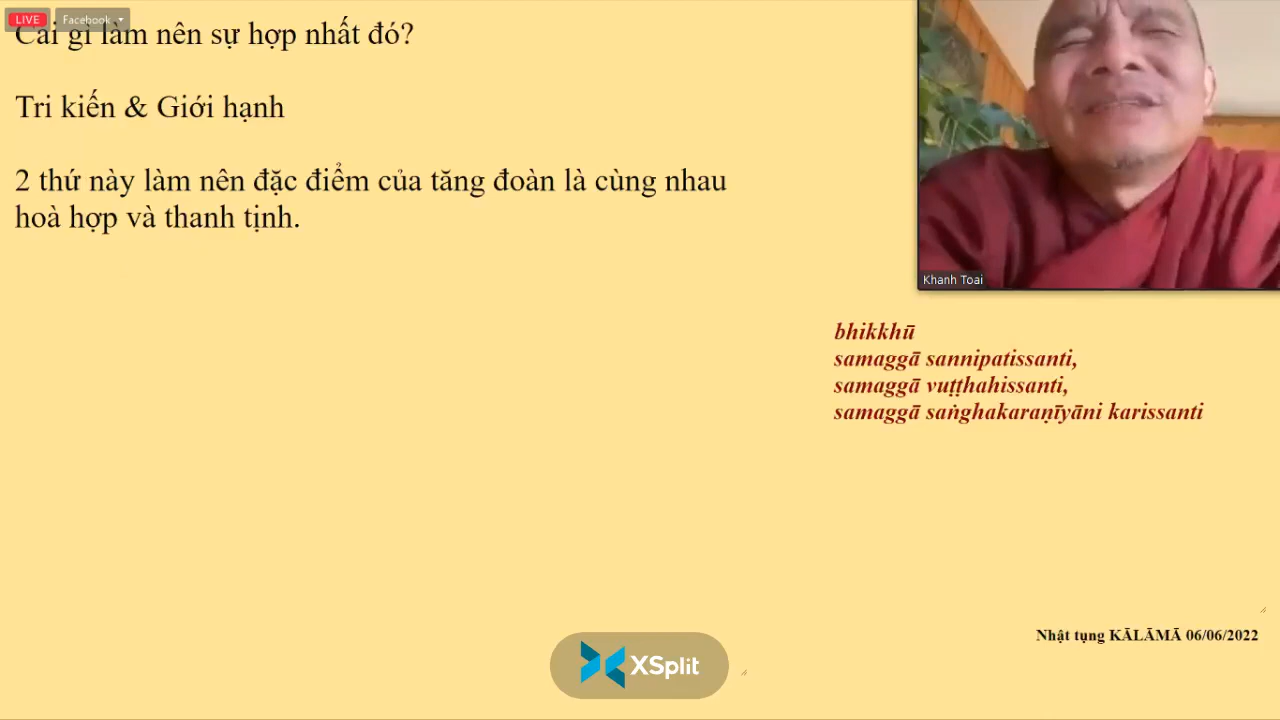 LIVE Facebook
Cái gì làm nên sự hợp nhất đó?
Tri kiến & Giới hạnh
2 thứ này làm nên đặc điểm của tăng đoàn là cùng nhau
hoà hợp và thanh tịnh.
Khanh Toai
bhikkhū
samaggā sannipatissanti,
samaggā vuṭṭhahissanti,
samaggā saṅghakaraṇīyāni karissanti
Nhật tụng KĀLĀMĀ 06/06/2022
XSplit